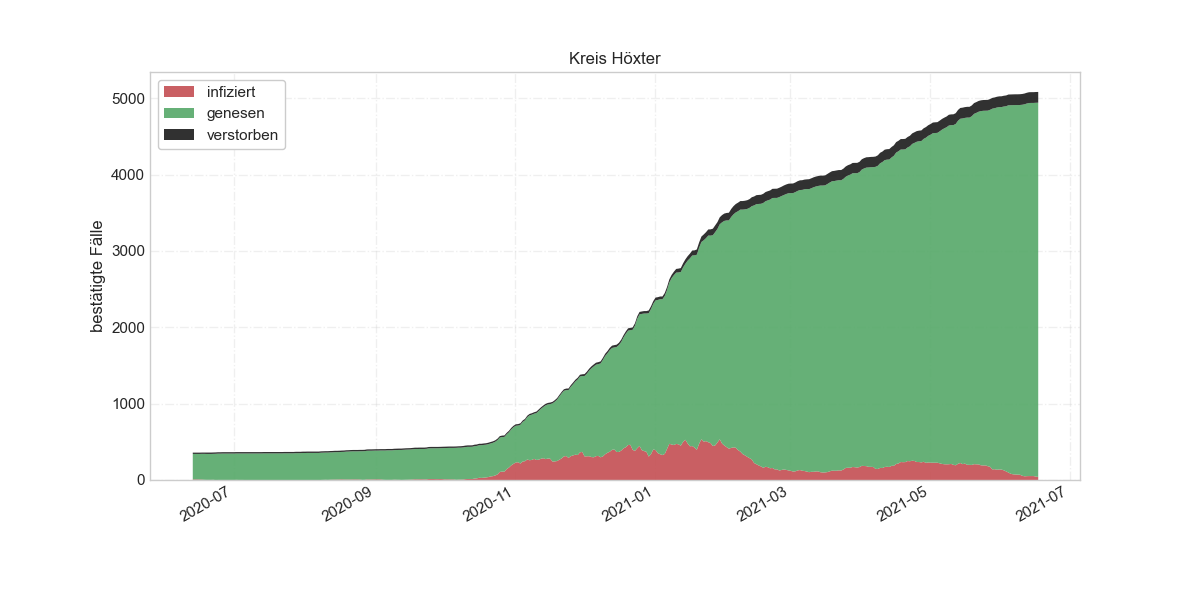 Kreis Höxter
infiziert
genesen
verstorben
bestätigte Fälle
5000
4000
3000
2000
1000
0
2020-07
2020-09
2020-11
2021-01
2021-03
2021-05
2021-07